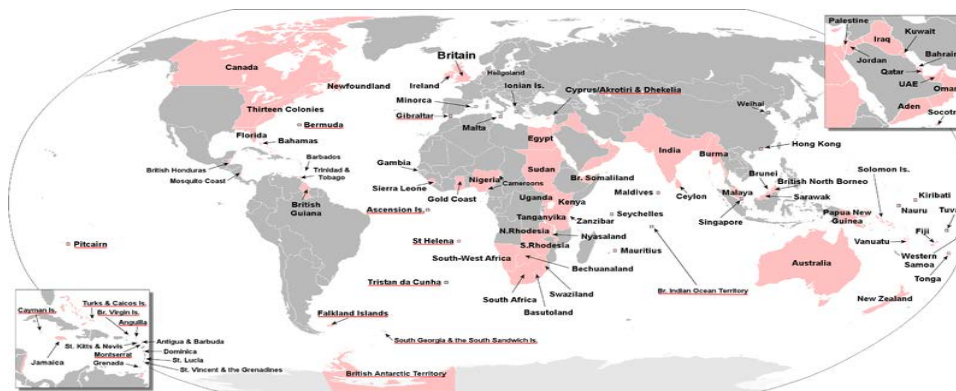 Canada
Newfoundland
Thirteen Colonies
Bermuda
Florida
Bahamas
British Honduras
Mosquito Coast
Barbados
Trinidad &
Tobago
British
Guiana
Pitcairn
Britain
Ireland
Heligoland
Ionian Is.
Minorca
Gibraltar
Malta
Cyprus/Akrotiri & Dhekelia
Gambia
Sierra Leone
Gold Coast
Nigeria
Cameroons
Egypt
Sudan
Br. Somaliland
Uganda
Kenya
Tanganyika
Zanzibar
N.Rhodesia
Nyasaland
S.Rhodesia
South-West Africa
Bechuanaland
Swaziland
South Africa
Basutoland
Ascension Is.
St Helena
Tristan da Cunha
Falkland Islands
South Georgia & the South Sandwich Is.
British Antarctic Territory
Seychelles
Mauritius
Br. Indian Ocean Territory
Maldives
India
Ceylon
Burma
Weihai
Hong Kong
Malaya
Singapore
Brunei
British North Borneo
Sarawak
Papua New
Guinea
Solomon Is.
Nauru
Kiribati
Tuva
Fiji
Vanuatu
Western
Samoa
Tonga
Australia
New Zealand
Palestine
Iraq
Kuwait
Jordan
Bahrain
Qatar
UAE
Oman
Aden
Socotr
Cayman Is.
Turks & Caicos Is.
Br. Virgin Is.
Anguilla
Jamaica
St. Kitts & Nevis
Antigua & Barbuda
Montserrat
Dominica
St. Lucia
Grenada
St. Vincent & the Grenadines